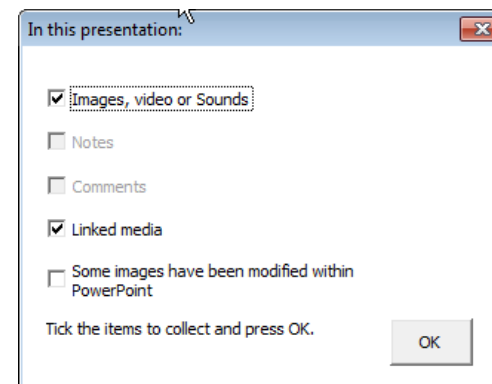 In this presentation:
Images, video or Sounds
Notes
Comments
Linked media
Some images have been modified within
PowerPoint
Tick the items to collect and press OK.
OK